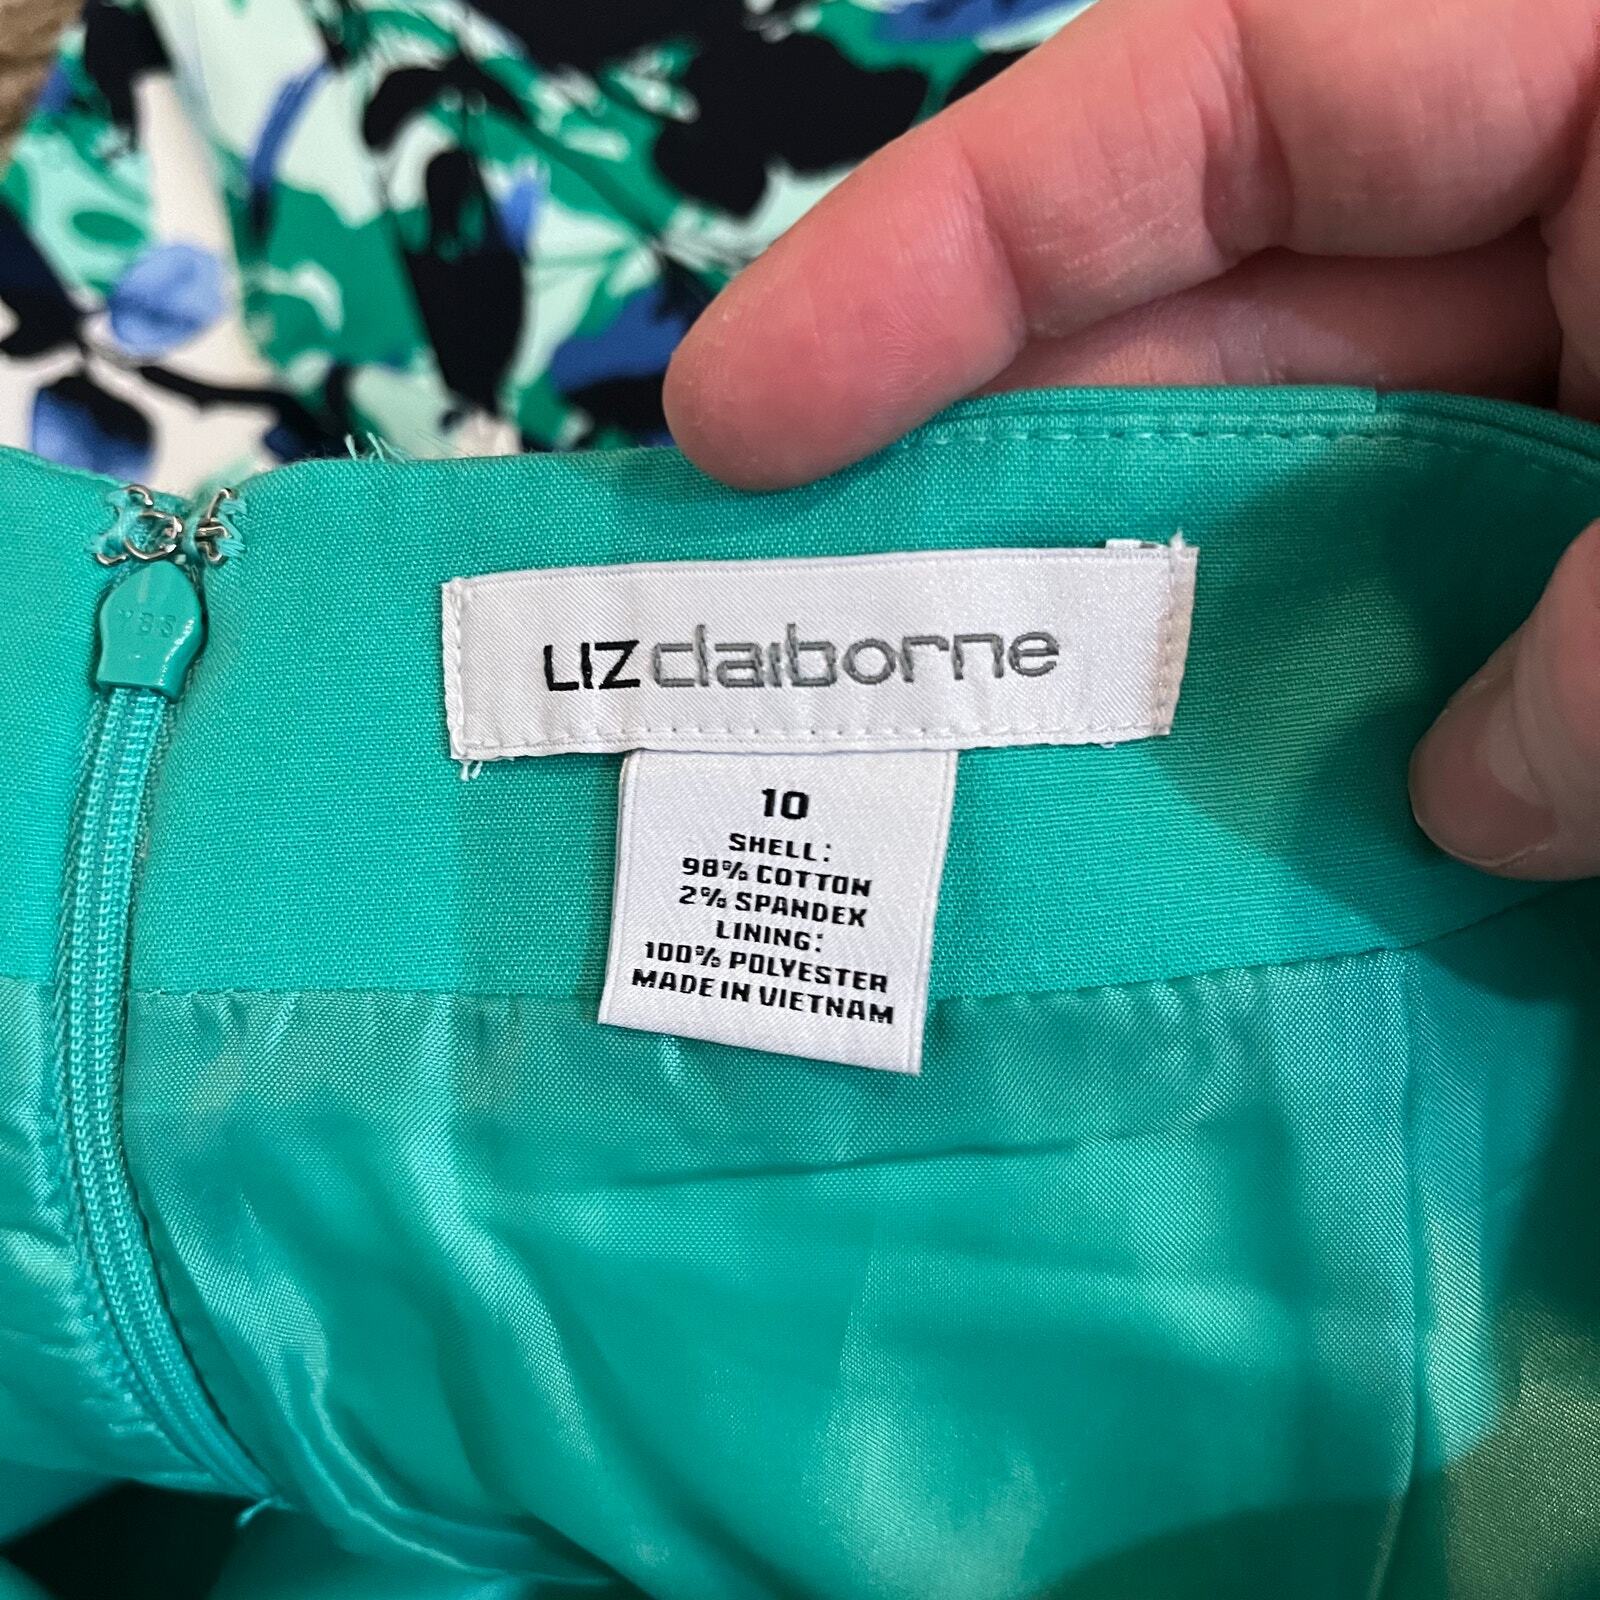 LIZ claiborne
10
SHELL:
98% COTTON
2% SPANDEX
LINING:
100% POLYESTER
MADE IN VIETNAM